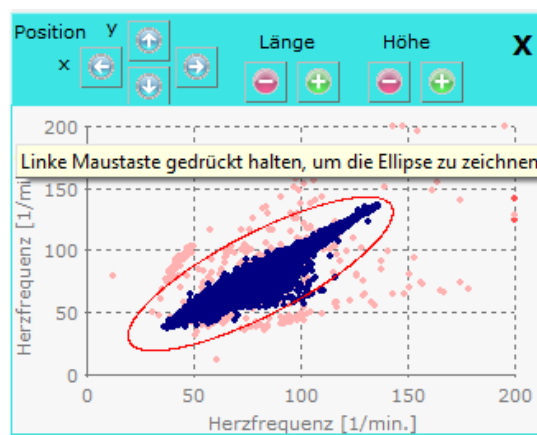 Position y
x
Länge
Höhe
X
200
Linke Maustaste gedrückt halten, um die Ellipse zu zeichnen
150
100
50
0
Herzfrequenz [1/mi
0 50 100 150 200
Herzfrequenz [1/min.]